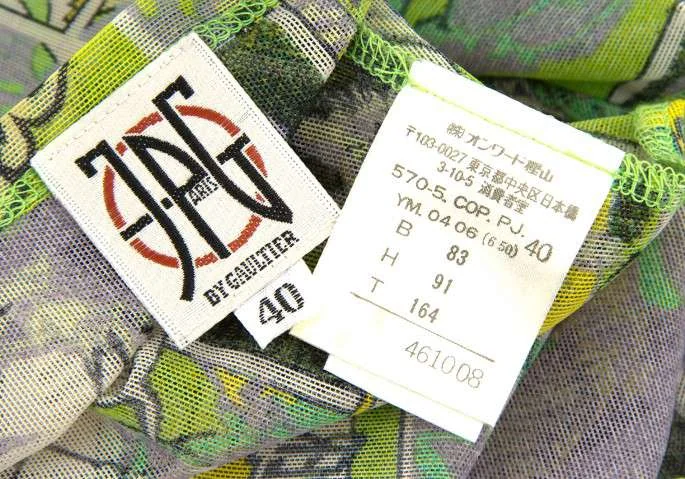 J.P.G
PARIS
BY GAULTIER
40
㈱オンワード樫山
〒103-0027 東京都中央区日本橋
3-10-5 消費者室
570-5. COP. PJ.
YM. 04 06 (6.50) 40
B 83
H 91
T 164
461008